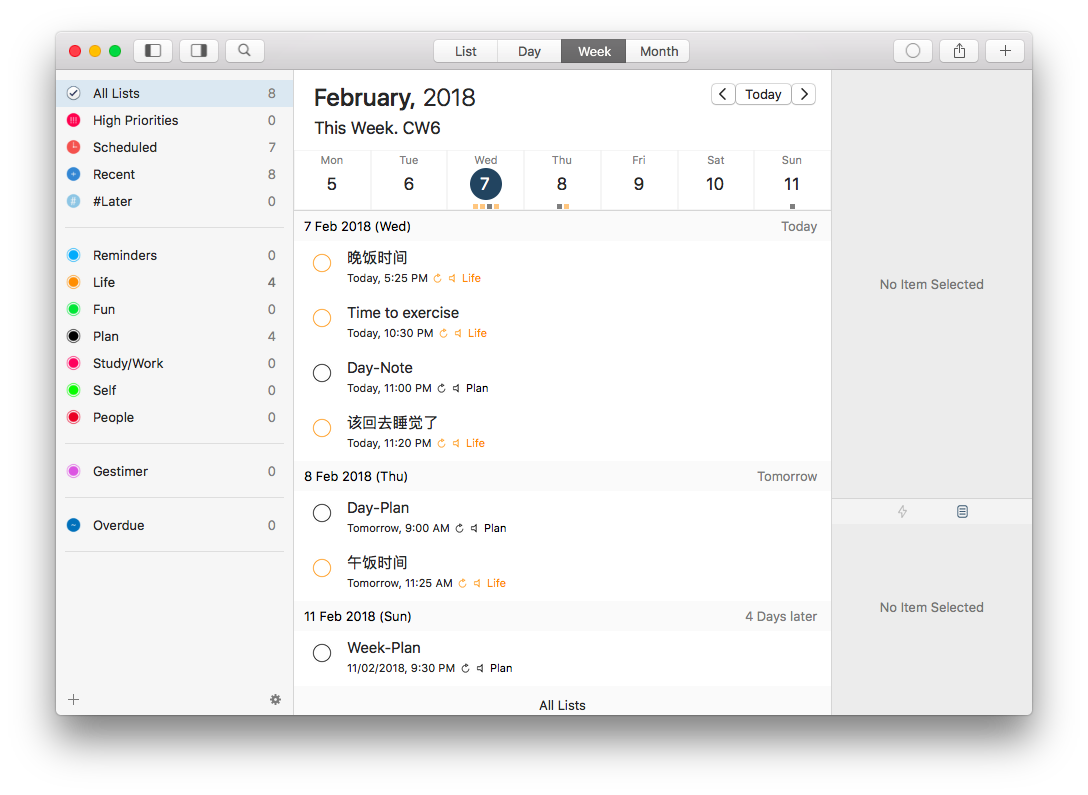 List Day Week Month
All Lists 8
High Priorities 0
Scheduled 7
Recent 8
#Later 0
Reminders 0
Life 4
Fun 0
Plan 4
Study/Work 0
Self 0
People 0
Gestimer 0
Overdue 0
February, 2018
Today
This Week. CW6
Mon Tue Wed Thu Fri Sat Sun
5 6 7 8 9 10 11
7 Feb 2018 (Wed) Today
晚饭时间
Today, 5:25 PM Life
Time to exercise
Today, 10:30 PM Life
Day-Note
Today, 11:00 PM Plan
该回去睡觉了
Today, 11:20 PM Life
8 Feb 2018 (Thu) Tomorrow
Day-Plan
Tomorrow, 9:00 AM Plan
午饭时间
Tomorrow, 11:25 AM Life
11 Feb 2018 (Sun) 4 Days later
Week-Plan
11/02/2018, 9:30 PM Plan
All Lists
No Item Selected
No Item Selected